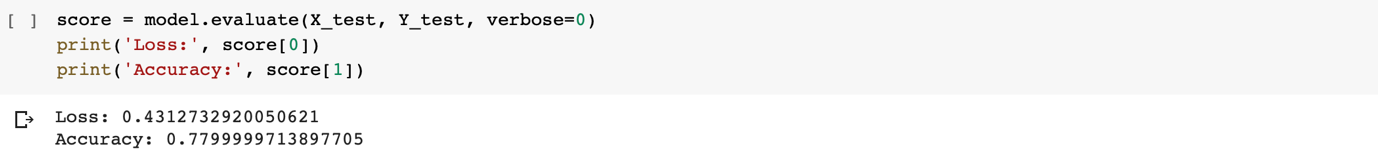 [ ] score = model.evaluate(X_test, Y_test, verbose=0)
print('Loss:', score[0])
print('Accuracy:', score[1])
Loss: 0.4312732920050621
Accuracy: 0.7799999713897705